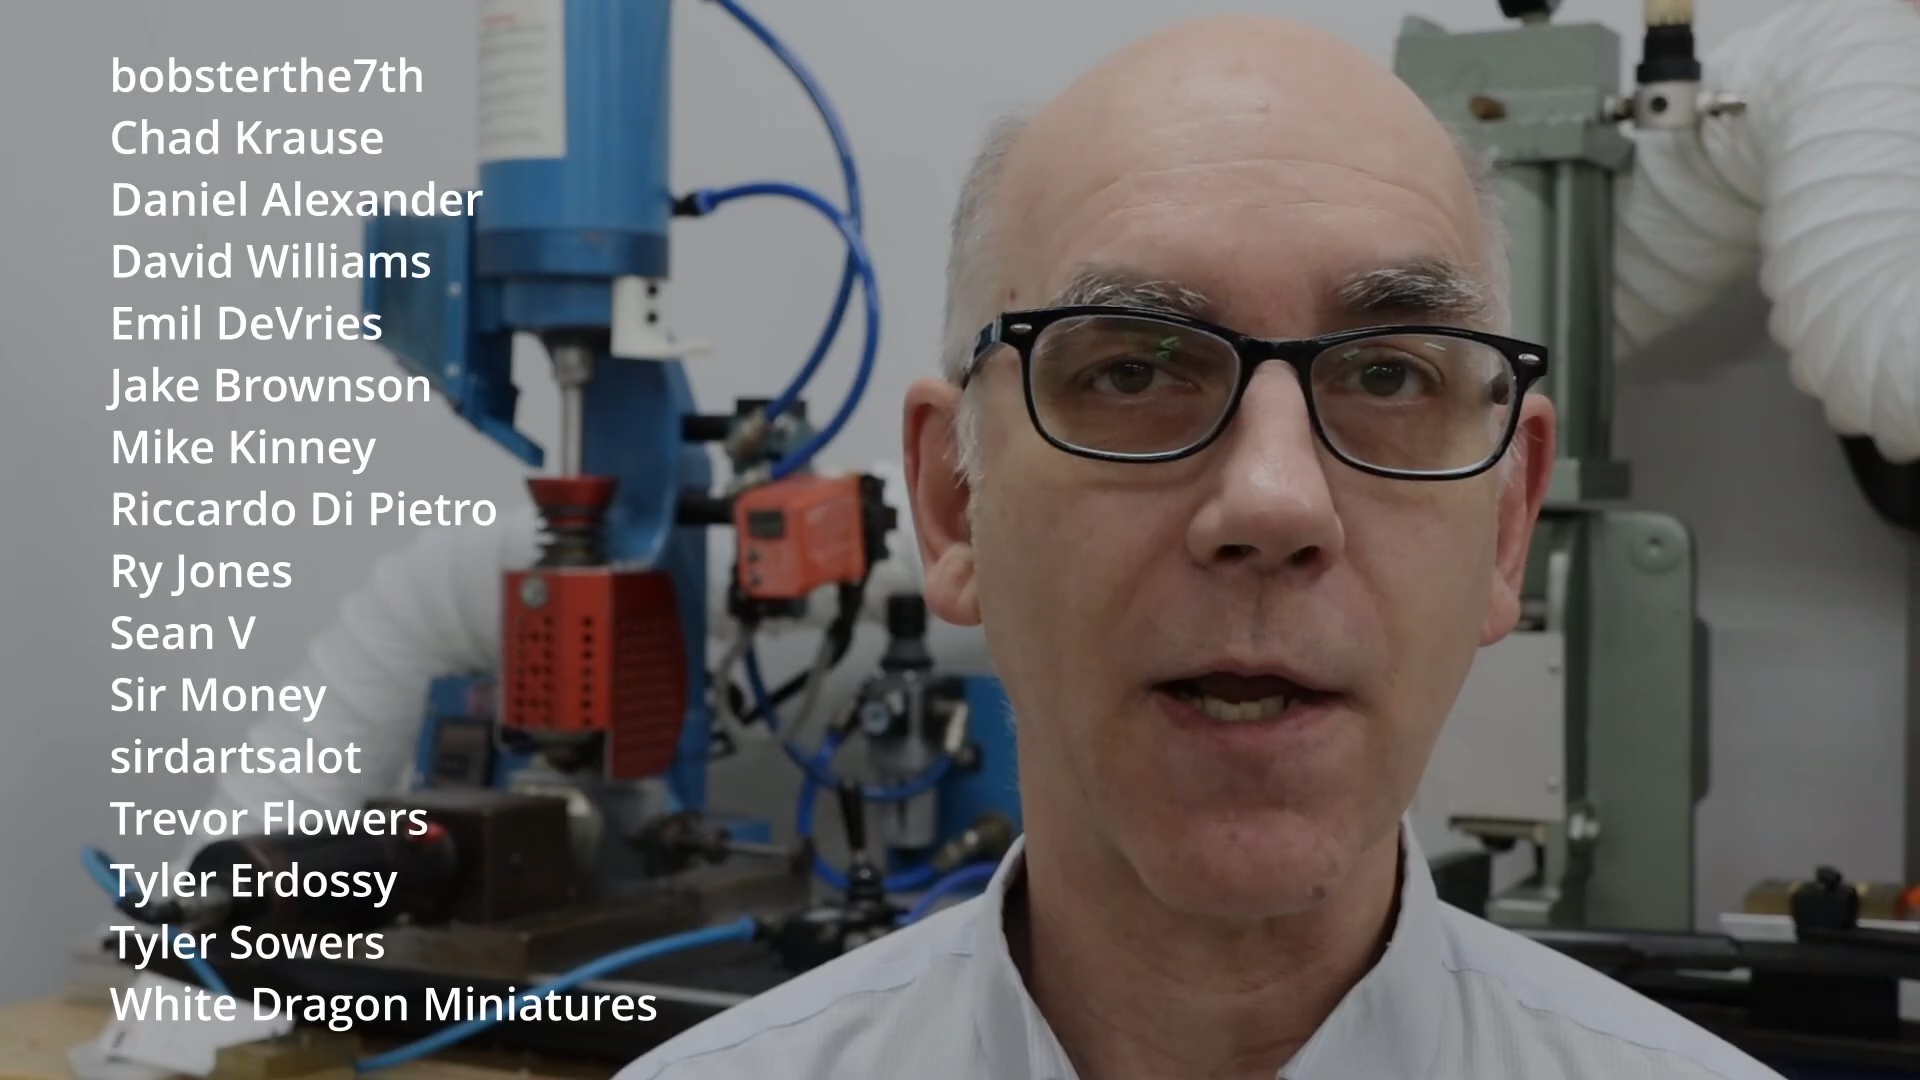 bobsterthe7th
Chad Krause
Daniel Alexander
David Williams
Emil DeVries
Jake Brownson
Mike Kinney
Riccardo Di Pietro
Ry Jones
Sean V
Sir Money
sirdartsalot
Trevor Flowers
Tyler Erdossy
Tyler Sowers
White Dragon Miniatures